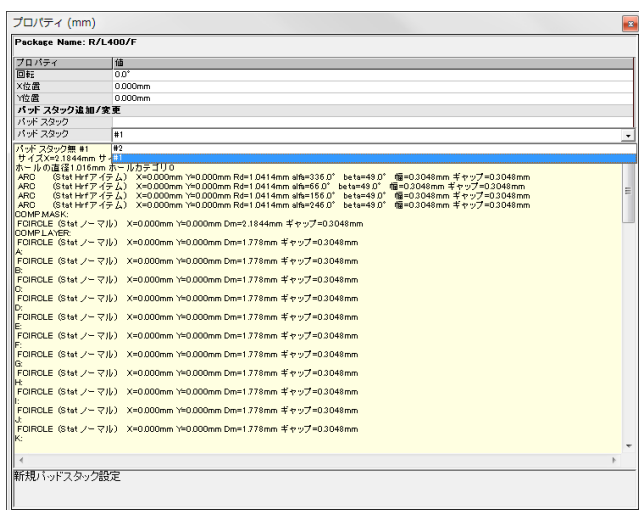 プロパティ (mm)
Package Name: R/L400/F
プロパティ 値
回転 0.0°
X位置 0.000mm
Y位置 0.000mm
パッド スタック追加/変更
パッド スタック
パッド スタック #1
#2
#1
パッド スタック無 #1
サイズX=2.1844mm サイ
ホールの直径1.016mm ホールカテゴリ0
ARC (Stat Hrfアイテム) X=0.000mm Y=0.000mm Rd=1.0414mm alfa=336.0° beta=49.0° 幅=0.3048mm ギャップ=0.3048mm
ARC (Stat Hrfアイテム) X=0.000mm Y=0.000mm Rd=1.0414mm alfa=66.0° beta=49.0° 幅=0.3048mm ギャップ=0.3048mm
ARC (Stat Hrfアイテム) X=0.000mm Y=0.000mm Rd=1.0414mm alfa=156.0° beta=49.0° 幅=0.3048mm ギャップ=0.3048mm
ARC (Stat Hrfアイテム) X=0.000mm Y=0.000mm Rd=1.0414mm alfa=246.0° beta=49.0° 幅=0.3048mm ギャップ=0.3048mm
COMP.MASK:
FCIRCLE (Stat ノーマル) X=0.000mm Y=0.000mm Dm=2.1844mm ギャップ=0.3048mm
COMP.LAYER:
FCIRCLE (Stat ノーマル) X=0.000mm Y=0.000mm Dm=1.778mm ギャップ=0.3048mm
A:
FCIRCLE (Stat ノーマル) X=0.000mm Y=0.000mm Dm=1.778mm ギャップ=0.3048mm
B:
FCIRCLE (Stat ノーマル) X=0.000mm Y=0.000mm Dm=1.778mm ギャップ=0.3048mm
C:
FCIRCLE (Stat ノーマル) X=0.000mm Y=0.000mm Dm=1.778mm ギャップ=0.3048mm
D:
FCIRCLE (Stat ノーマル) X=0.000mm Y=0.000mm Dm=1.778mm ギャップ=0.3048mm
E:
FCIRCLE (Stat ノーマル) X=0.000mm Y=0.000mm Dm=1.778mm ギャップ=0.3048mm
F:
FCIRCLE (Stat ノーマル) X=0.000mm Y=0.000mm Dm=1.778mm ギャップ=0.3048mm
G:
FCIRCLE (Stat ノーマル) X=0.000mm Y=0.000mm Dm=1.778mm ギャップ=0.3048mm
H:
FCIRCLE (Stat ノーマル) X=0.000mm Y=0.000mm Dm=1.778mm ギャップ=0.3048mm
I:
FCIRCLE (Stat ノーマル) X=0.000mm Y=0.000mm Dm=1.778mm ギャップ=0.3048mm
J:
FCIRCLE (Stat ノーマル) X=0.000mm Y=0.000mm Dm=1.778mm ギャップ=0.3048mm
K:
新規パッドスタック設定